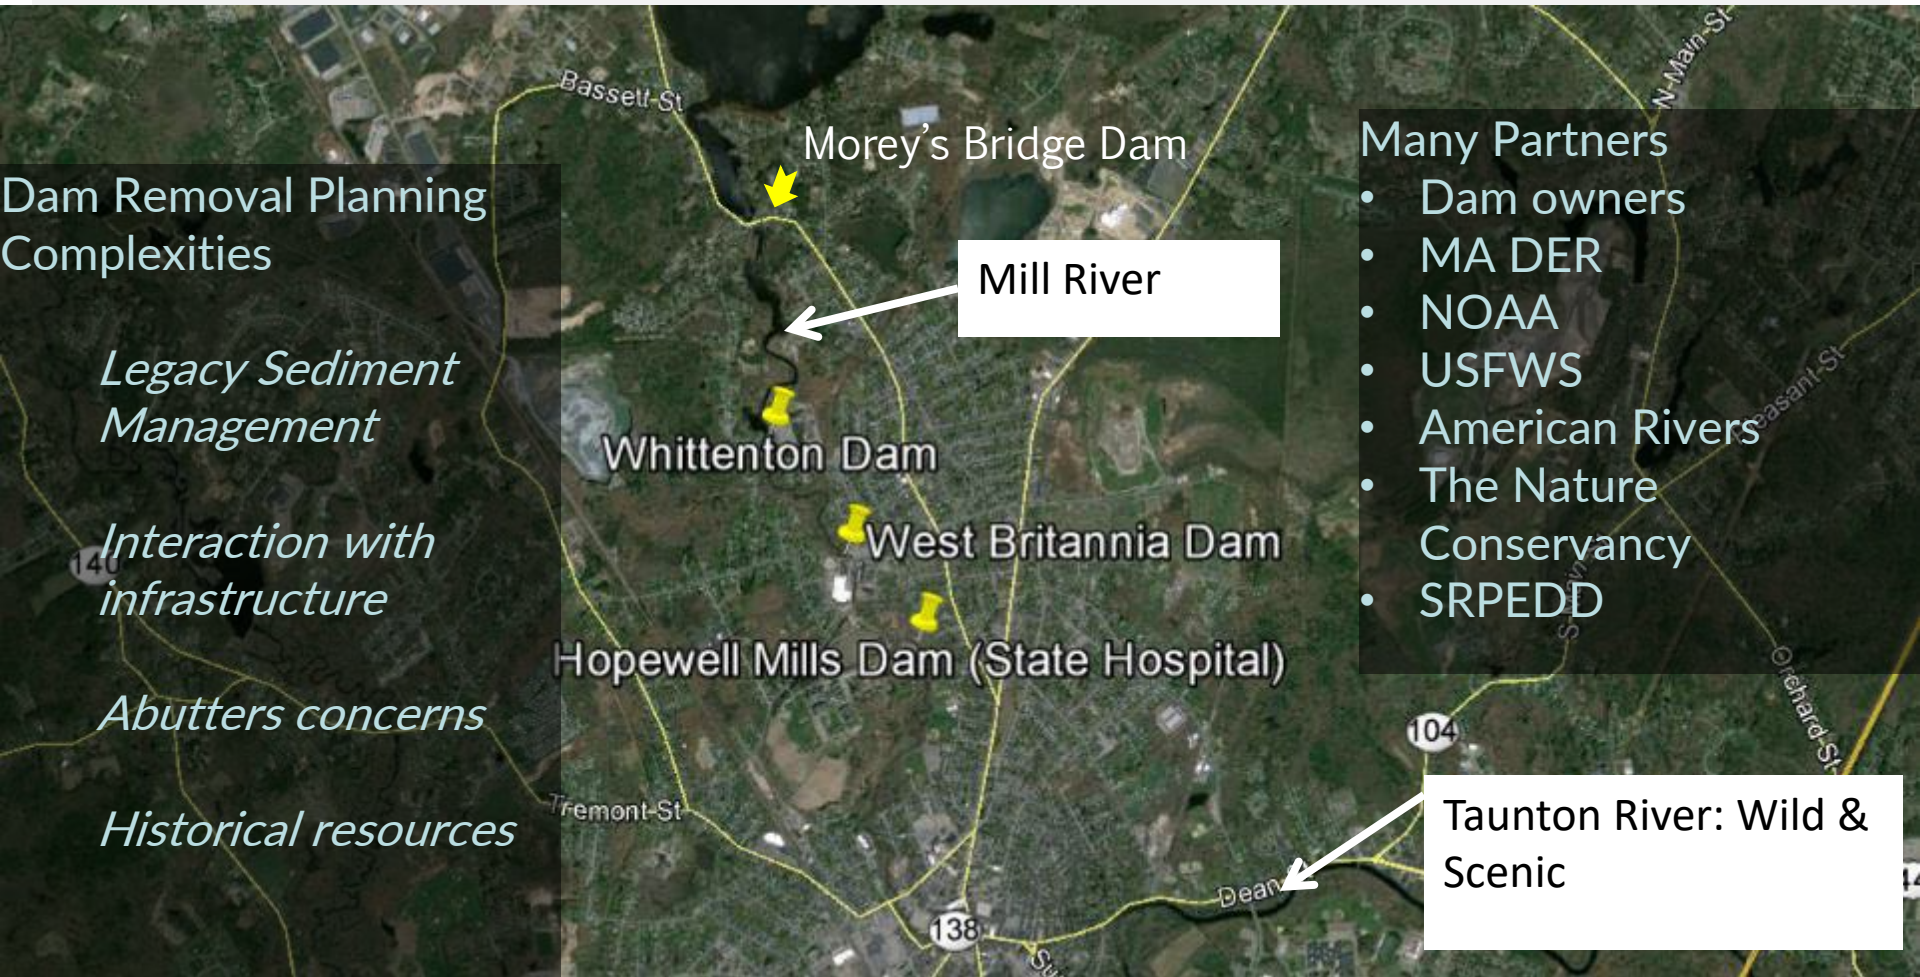 Bassett St
N-Main-St
Morey's Bridge Dam
Many Partners
• Dam owners
• MA DER
• NOAA
• USFWS
• American Rivers
• The Nature
Conservancy
• SRPEDD
Dam Removal Planning
Complexities
Legacy Sediment
Management
Interaction with
infrastructure
Abutters concerns
Historical resources
Mill River
Whittenton Dam
West Britannia Dam
Hopewell Mills Dam (State Hospital)
140
Orchard-St
104
Tremont-St
Taunton River: Wild &
Scenic
Dean
138